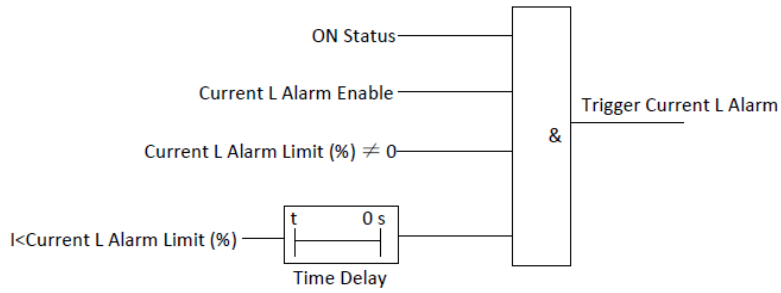 ON Status
Current L Alarm Enable
Trigger Current L Alarm
&
Current L Alarm Limit (%) ≠ 0
t 0 s
I<Current L Alarm Limit (%)
Time Delay